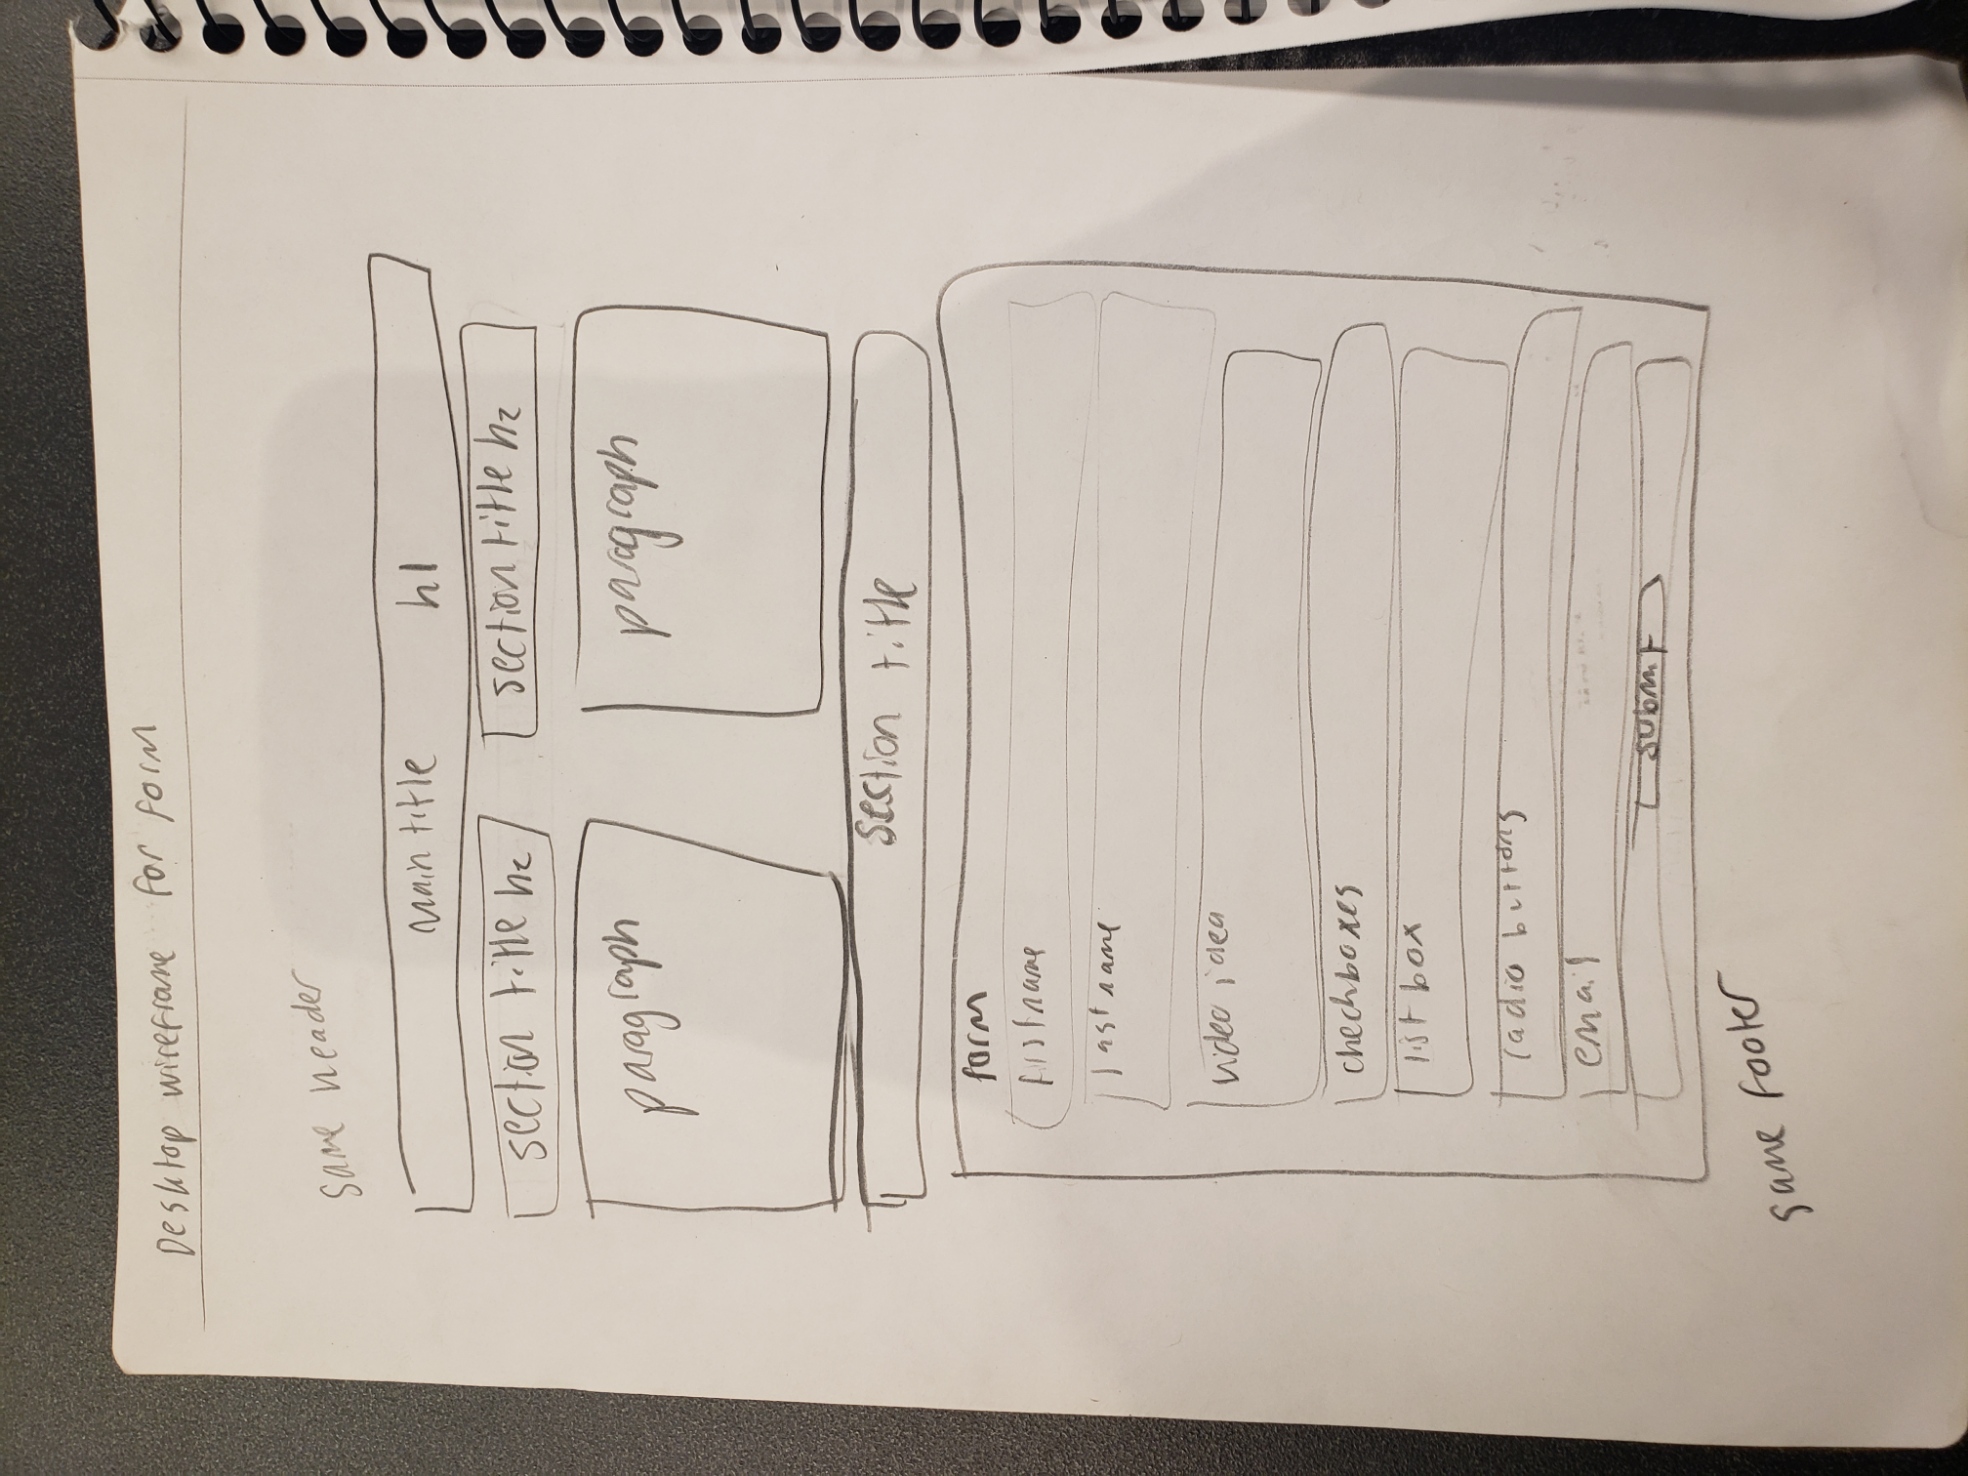 Desktop wireframe for form
Same header
Main title h1
section title h2
section title h2
paragraph
paragraph
section title
form
firstname
last name
video idea
checkboxes
list box
radio buttons
email
submit
same footer